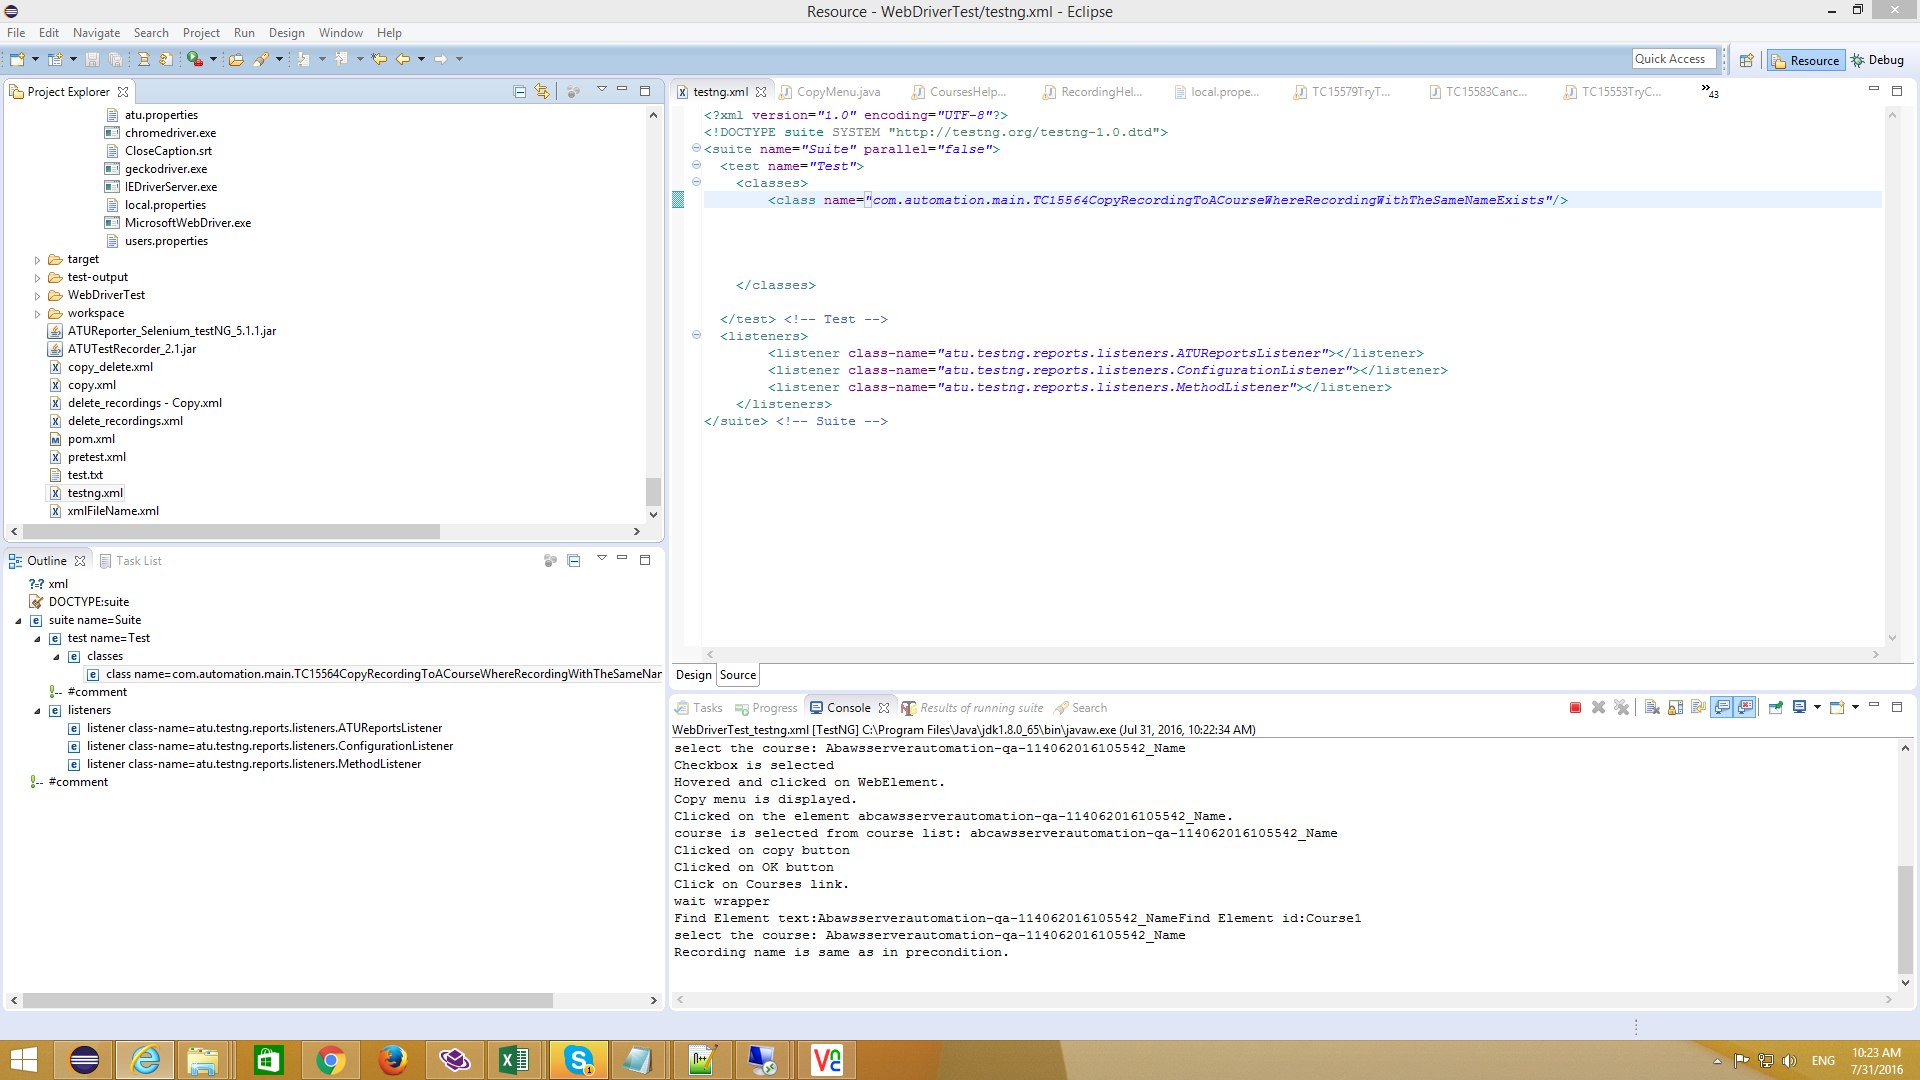 Resource - WebDriverTest/testng.xml - Eclipse
File Edit Navigate Search Project Run Design Window Help
Quick Access Resource Debug
Project Explorer
atu.properties
chromedriver.exe
CloseCaption.srt
geckodriver.exe
IEDriverServer.exe
local.properties
MicrosoftWebDriver.exe
users.properties
target
test-output
WebDriverTest
workspace
ATUReporter_Selenium_testNG_5.1.1.jar
ATUTestRecorder_2.1.jar
copy_delete.xml
copy.xml
delete_recordings - Copy.xml
delete_recordings.xml
pom.xml
pretest.xml
test.txt
testng.xml
xmlFileName.xml
Outline Task List
?-? xml
DOCTYPE:suite
suite name=Suite
test name=Test
classes
class name=com.automation.main.TC15564CopyRecordingToACourseWhereRecordingWithTheSameNar
#comment
listeners
listener class-name=atu.testng.reports.listeners.ATUReportsListener
listener class-name=atu.testng.reports.listeners.ConfigurationListener
listener class-name=atu.testng.reports.listeners.MethodListener
#comment
testng.xml CopyMenu.java CoursesHelp... RecordingHel... local.prope... TC15579TryT... TC15583Canc... TC15553TryC... »43
<?xml version="1.0" encoding="UTF-8"?>
<!DOCTYPE suite SYSTEM "http://testng.org/testng-1.0.dtd">
<suite name="Suite" parallel="false">
<test name="Test">
<classes>
<class name="com.automation.main.TC15564CopyRecordingToACourseWhereRecordingWithTheSameNameExists"/>
</classes>
</test> <!-- Test -->
<listeners>
<listener class-name="atu.testng.reports.listeners.ATUReportsListener"></listener>
<listener class-name="atu.testng.reports.listeners.ConfigurationListener"></listener>
<listener class-name="atu.testng.reports.listeners.MethodListener"></listener>
</listeners>
</suite> <!-- Suite -->
Design Source
Tasks Progress Console Results of running suite Search
WebDriverTest_testng.xml [TestNG] C:\Program Files\Java\jdk1.8.0_65\bin\javaw.exe (Jul 31, 2016, 10:22:34 AM)
select the course: Abawsserverautomation-qa-114062016105542_Name
Checkbox is selected
Hovered and clicked on WebElement.
Copy menu is displayed.
Clicked on the element abcawsserverautomation-qa-114062016105542_Name.
course is selected from course list: abcawsserverautomation-qa-114062016105542_Name
Clicked on copy button
Clicked on OK button
Click on Courses link.
wait wrapper
Find Element text:Abawsserverautomation-qa-114062016105542_NameFind Element id:Course1
select the course: Abawsserverautomation-qa-114062016105542_Name
Recording name is same as in precondition.
ENG
10:23 AM
7/31/2016